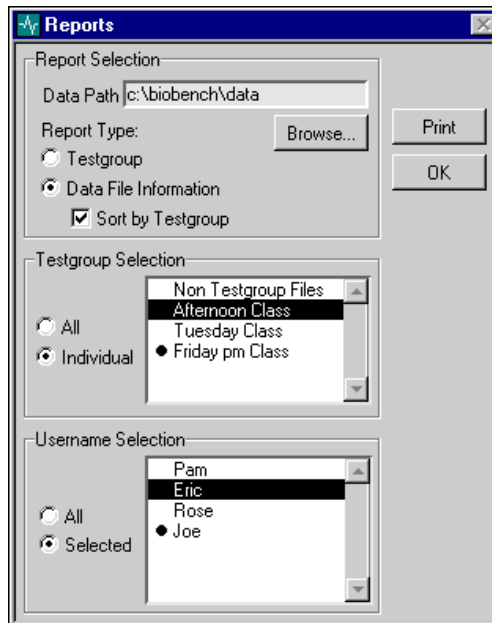 Reports
Report Selection
Data Path c:\biobench\data
Report Type:
Browse...
Testgroup
Data File Information
Sort by Testgroup
Print
OK
Testgroup Selection
All
Individual
Non Testgroup Files
Afternoon Class
Tuesday Class
Friday pm Class
Username Selection
All
Selected
Pam
Eric
Rose
Joe